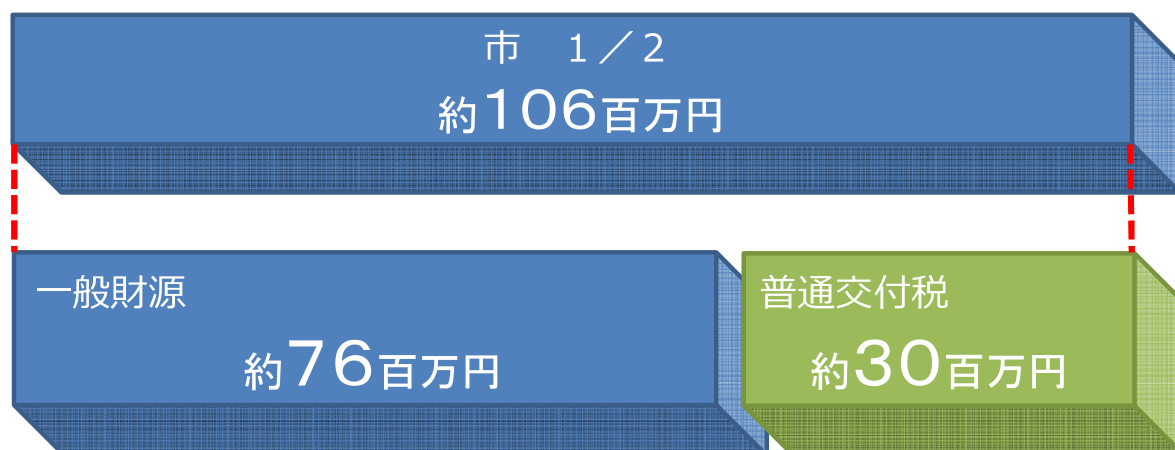 市　１／２
約106百万円
一般財源
約76百万円
普通交付税
約30百万円